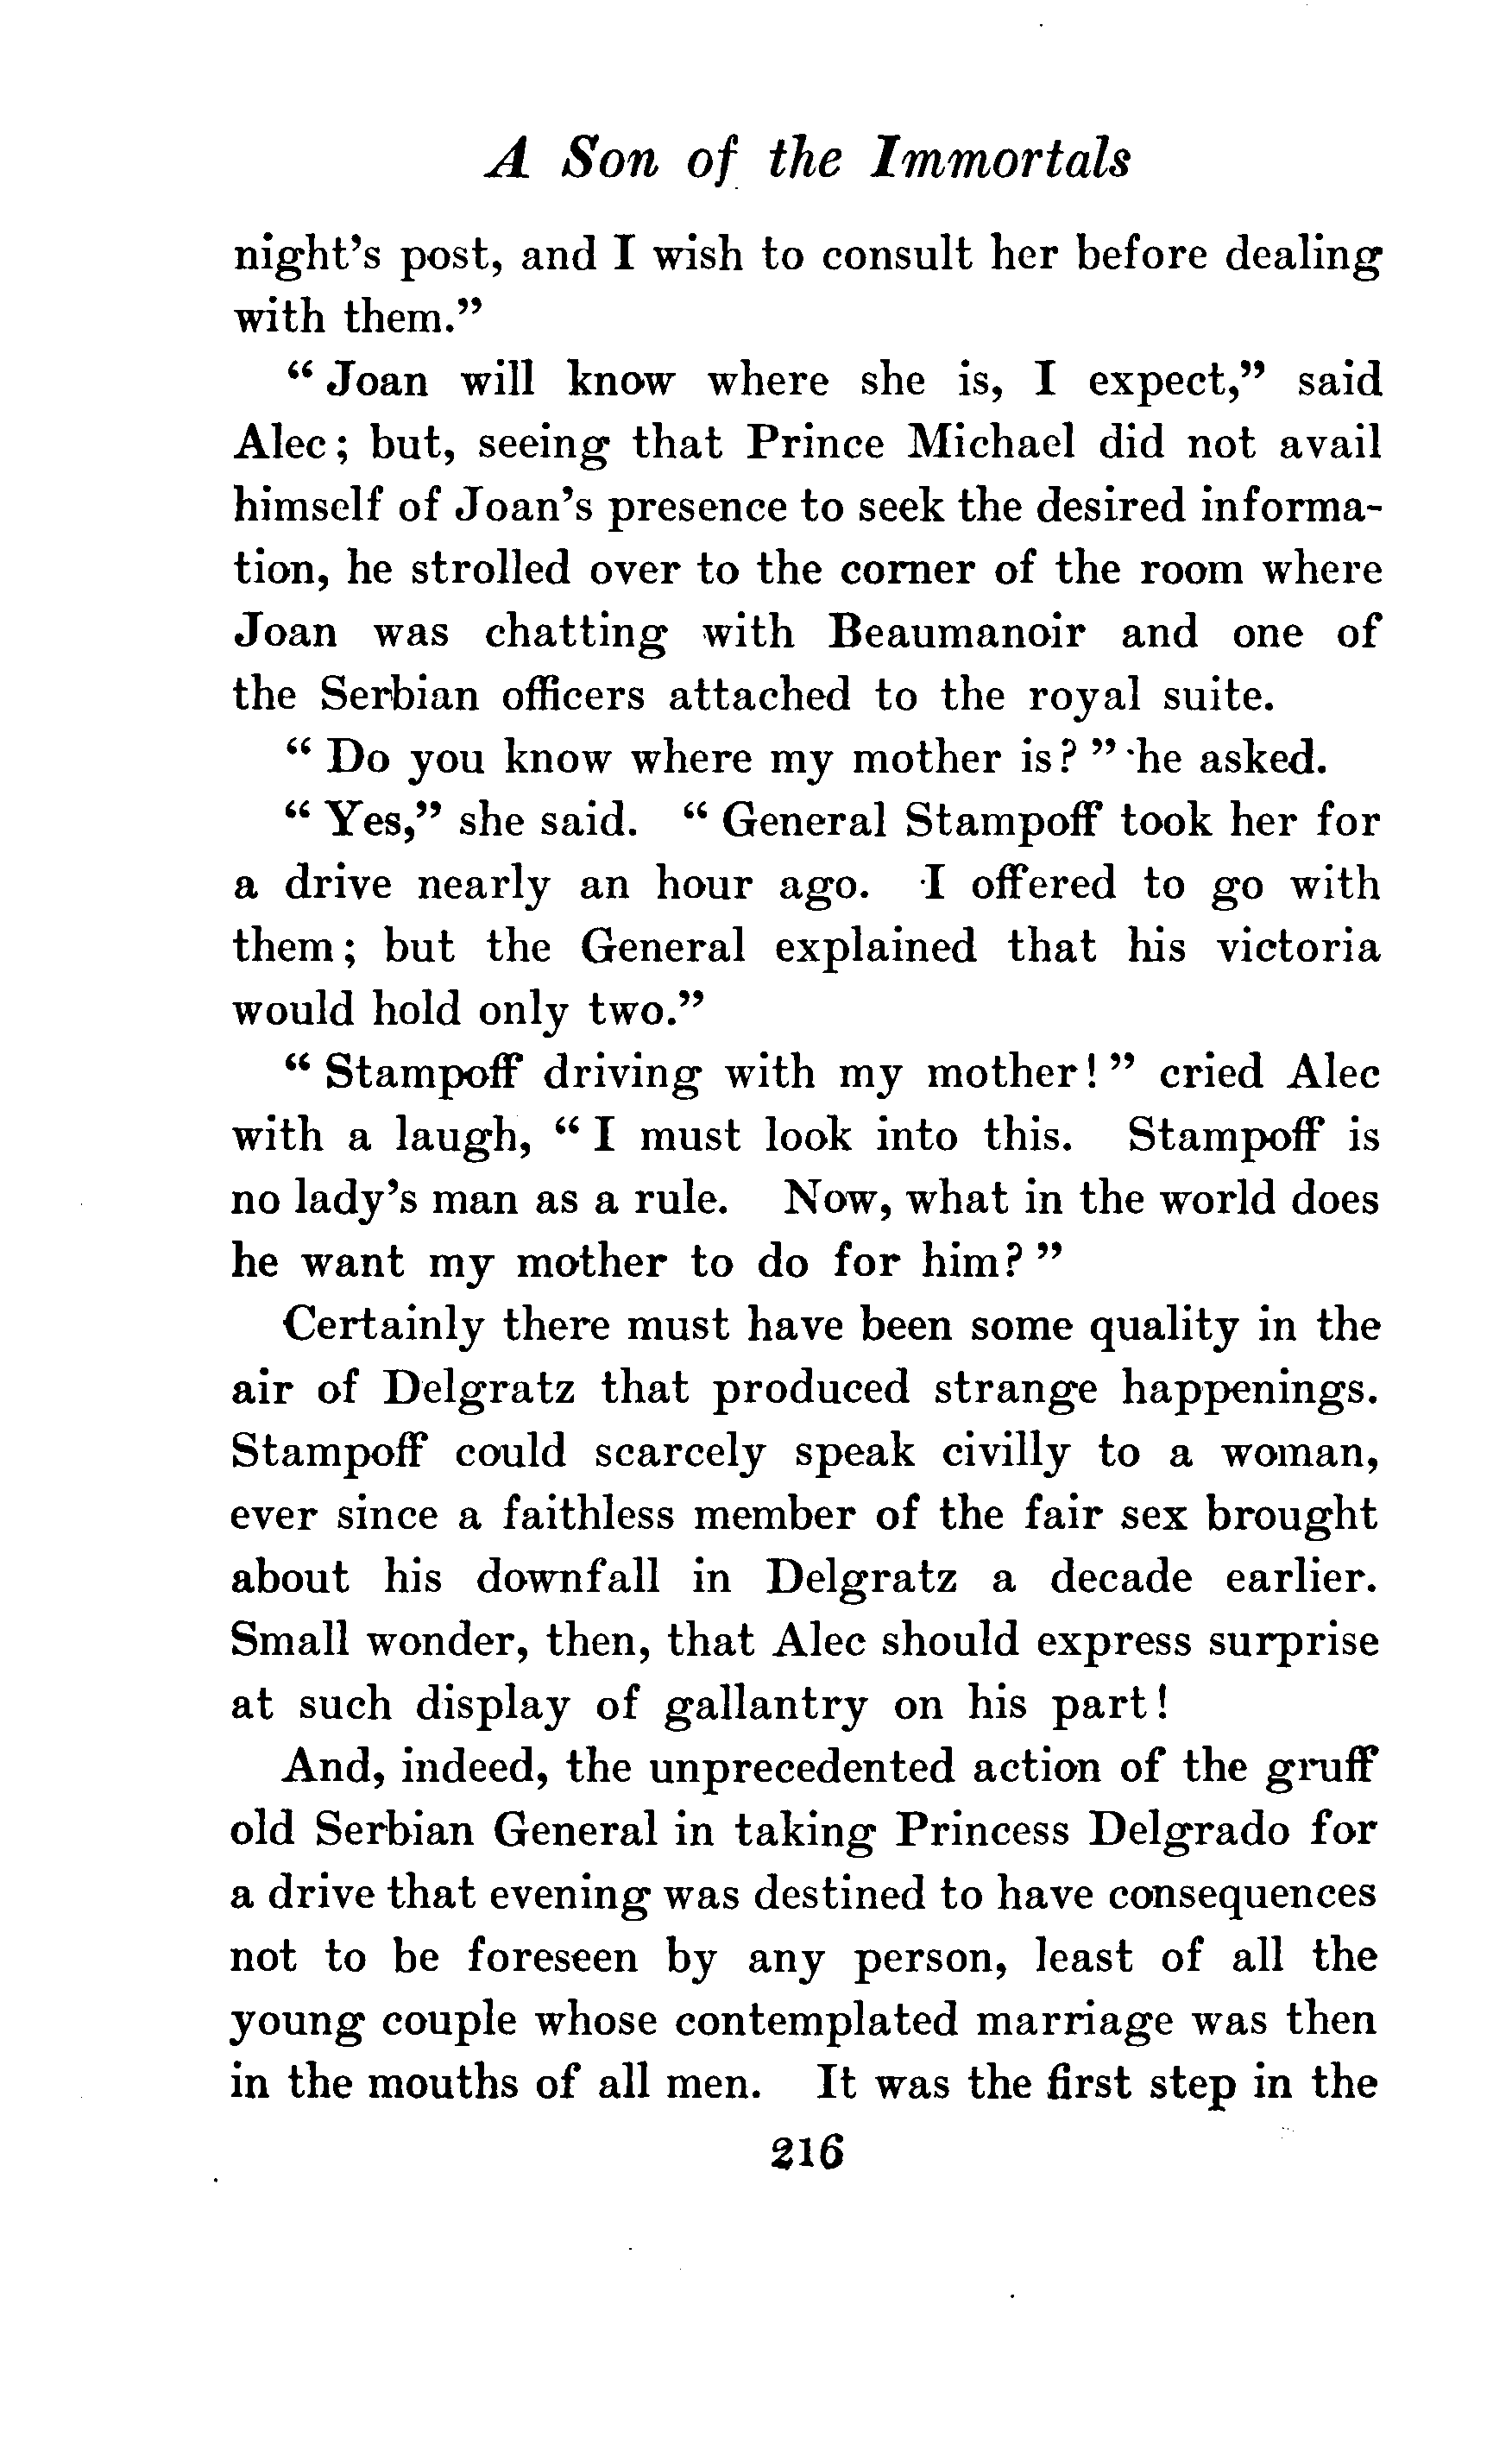 A Son of the Immortals
night's post, and I wish to consult her before dealing
with them."
" Joan will know where she is, I expect," said
Alec; but, seeing that Prince Michael did not avail
himself of Joan's presence to seek the desired informa-
tion, he strolled over to the corner of the room where
Joan was chatting with Beaumanoir and one of
the Serbian officers attached to the royal suite.
" Do you know where my mother is? " he asked.
" Yes," she said. " General Stampoff took her for
a drive nearly an hour ago. I offered to go with
them; but the General explained that his victoria
would hold only two."
" Stampoff driving with my mother! " cried Alec
with a laugh, " I must look into this. Stampoff is
no lady's man as a rule. Now, what in the world does
he want my mother to do for him? "
Certainly there must have been some quality in the
air of Delgratz that produced strange happenings.
Stampoff could scarcely speak civilly to a woman,
ever since a faithless member of the fair sex brought
about his downfall in Delgratz a decade earlier.
Small wonder, then, that Alec should express surprise
at such display of gallantry on his part!
And, indeed, the unprecedented action of the gruff
old Serbian General in taking Princess Delgrado for
a drive that evening was destined to have consequences
not to be foreseen by any person, least of all the
young couple whose contemplated marriage was then
in the mouths of all men. It was the first step in the
216